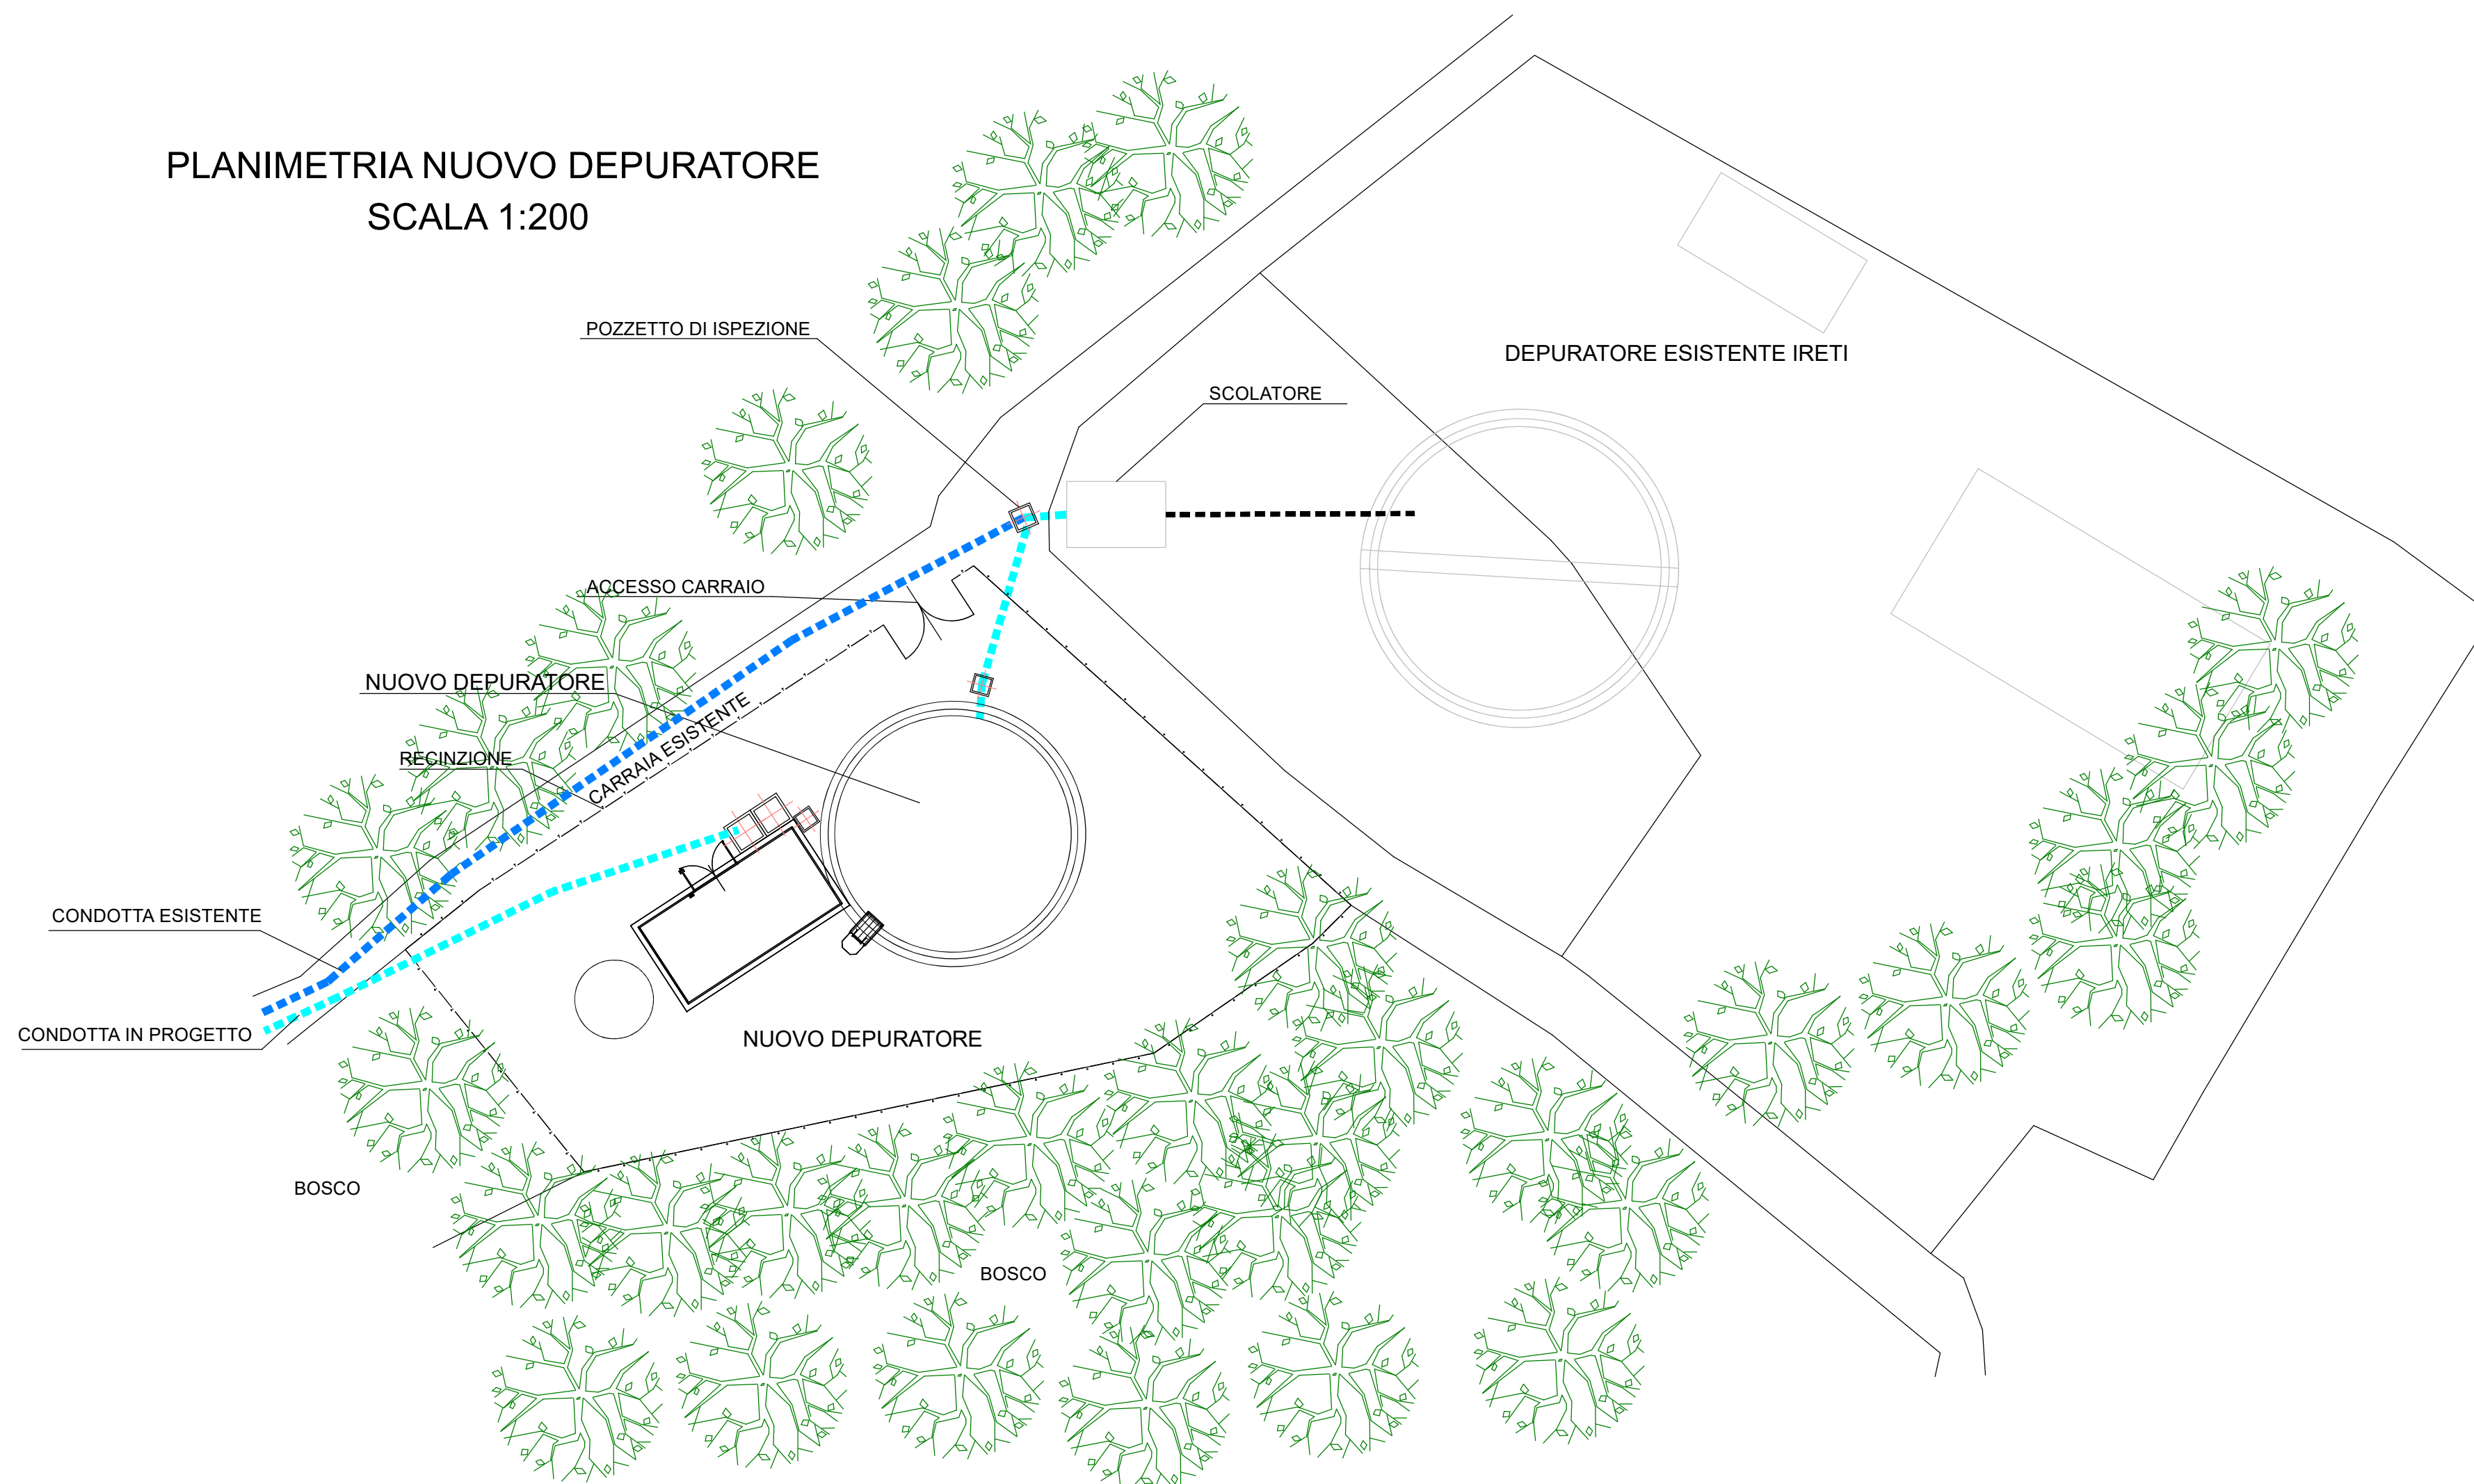 PLANIMETRIA NUOVO DEPURATORE
SCALA 1:200
POZZETTO DI ISPEZIONE
DEPURATORE ESISTENTE IRETI
SCOLATORE
ACCESSO CARRAIO
NUOVO DEPURATORE
CARRAIA ESISTENTE
RECINZIONE
CONDOTTA ESISTENTE
CONDOTTA IN PROGETTO
NUOVO DEPURATORE
BOSCO
BOSCO